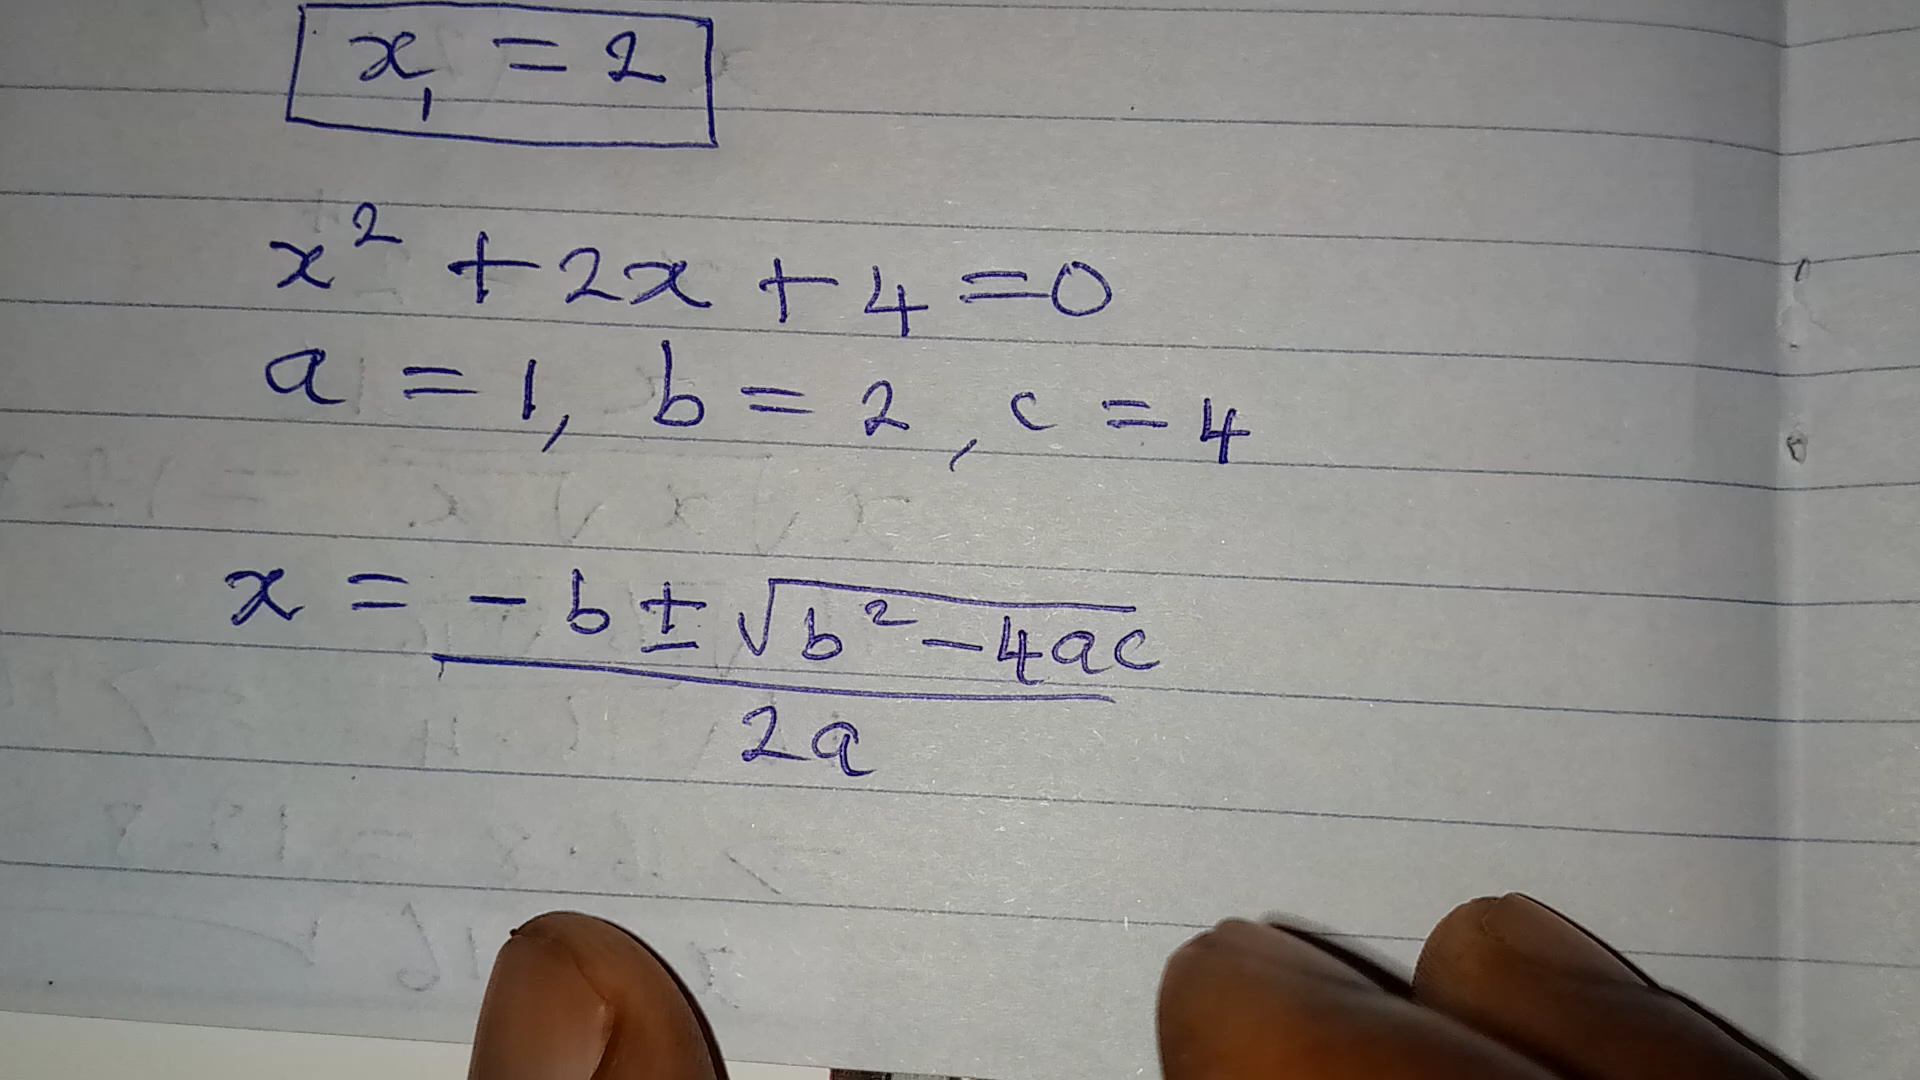 x₁ = 2
x² + 2x + 4 = 0
a = 1, b = 2, c = 4
x = -b ± √b² - 4ac
2a